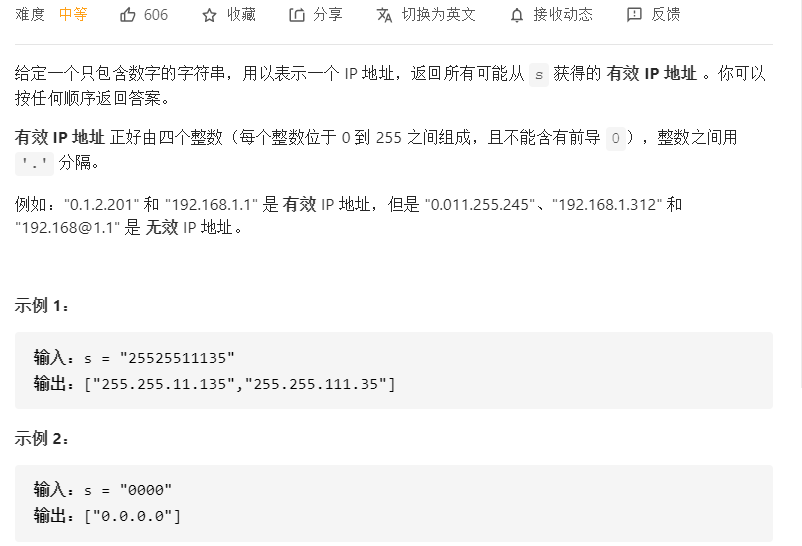 难度 中等 606 收藏 分享 切换为英文 接收动态 反馈
给定一个只包含数字的字符串，用以表示一个 IP 地址，返回所有可能从 s 获得的 有效 IP 地址 。你可以
按任何顺序返回答案。
有效 IP 地址 正好由四个整数（每个整数位于 0 到 255 之间组成，且不能含有前导 0），整数之间用
'.' 分隔。
例如："0.1.2.201" 和 "192.168.1.1" 是 有效 IP 地址，但是 "0.011.255.245"、"192.168.1.312" 和
"192.168@1.1" 是 无效 IP 地址。
示例 1：
输入：s = "25525511135"
输出：["255.255.11.135","255.255.111.35"]
示例 2：
输入：s = "0000"
输出：["0.0.0.0"]